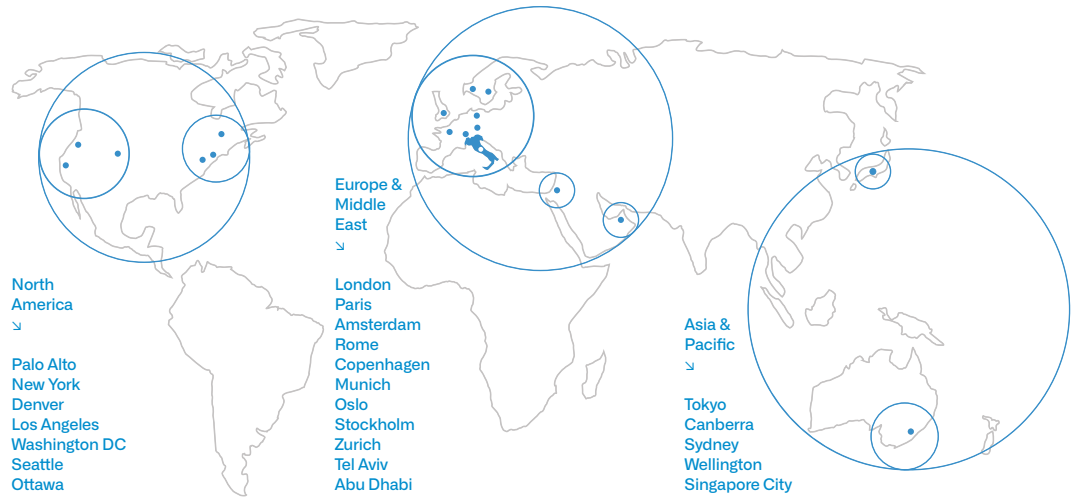 North
America
↘
Palo Alto
New York
Denver
Los Angeles
Washington DC
Seattle
Ottawa
Europe &
Middle
East
↘
London
Paris
Amsterdam
Rome
Copenhagen
Munich
Oslo
Stockholm
Zurich
Tel Aviv
Abu Dhabi
Asia &
Pacific
↘
Tokyo
Canberra
Sydney
Wellington
Singapore City